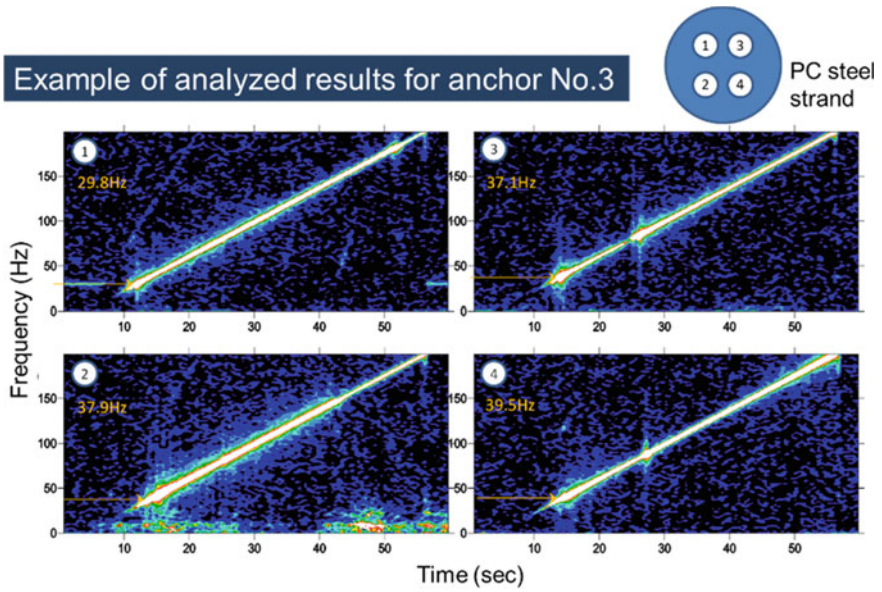 Example of analyzed results for anchor No.3
1 3
2 4
PC steel
strand
Frequency (Hz)
1
29.8Hz
150
100
50
0
10 20 30 40 50
3
37.1Hz
150
100
50
0
10 20 30 40 50
2
37.9Hz
150
100
50
0
10 20 30 40 50
4
39.5Hz
150
100
50
0
10 20 30 40 50
Time (sec)